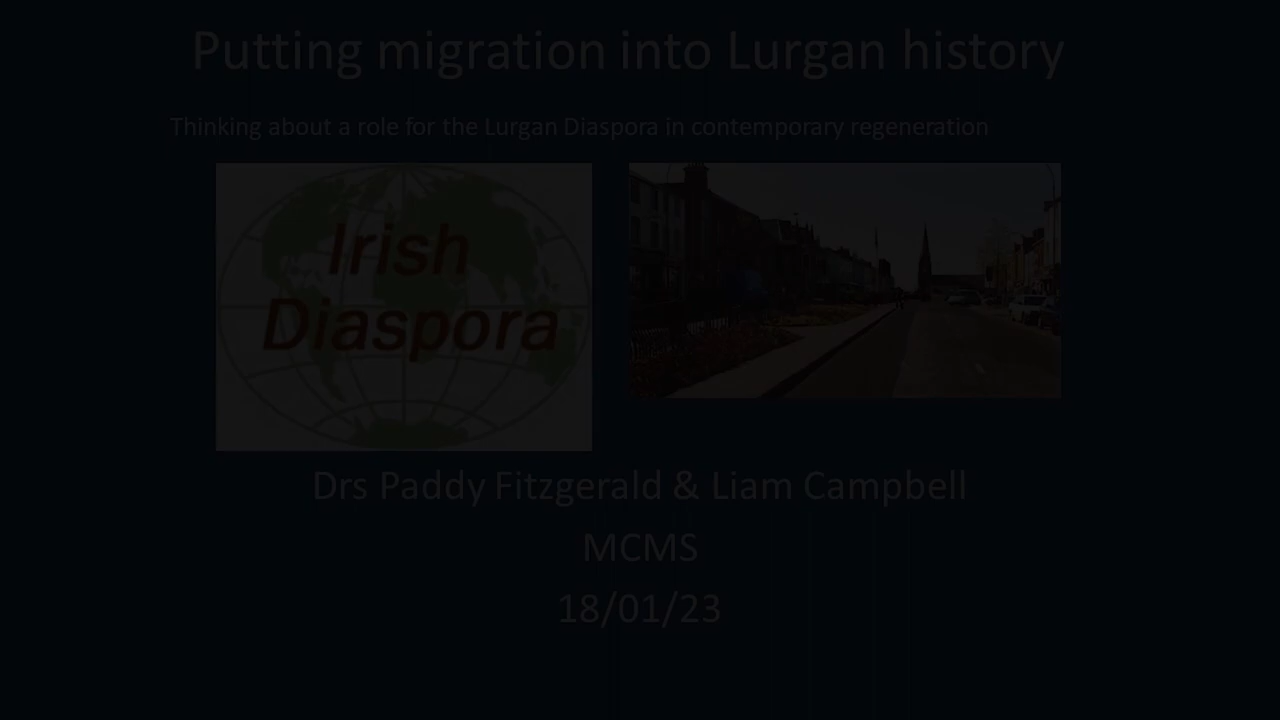 Putting migration into Lurgan history
Thinking about a role for the Lurgan Diaspora in contemporary regeneration
Irish
Diaspora
Drs Paddy Fitzgerald & Liam Campbell
MCMS
18/01/23